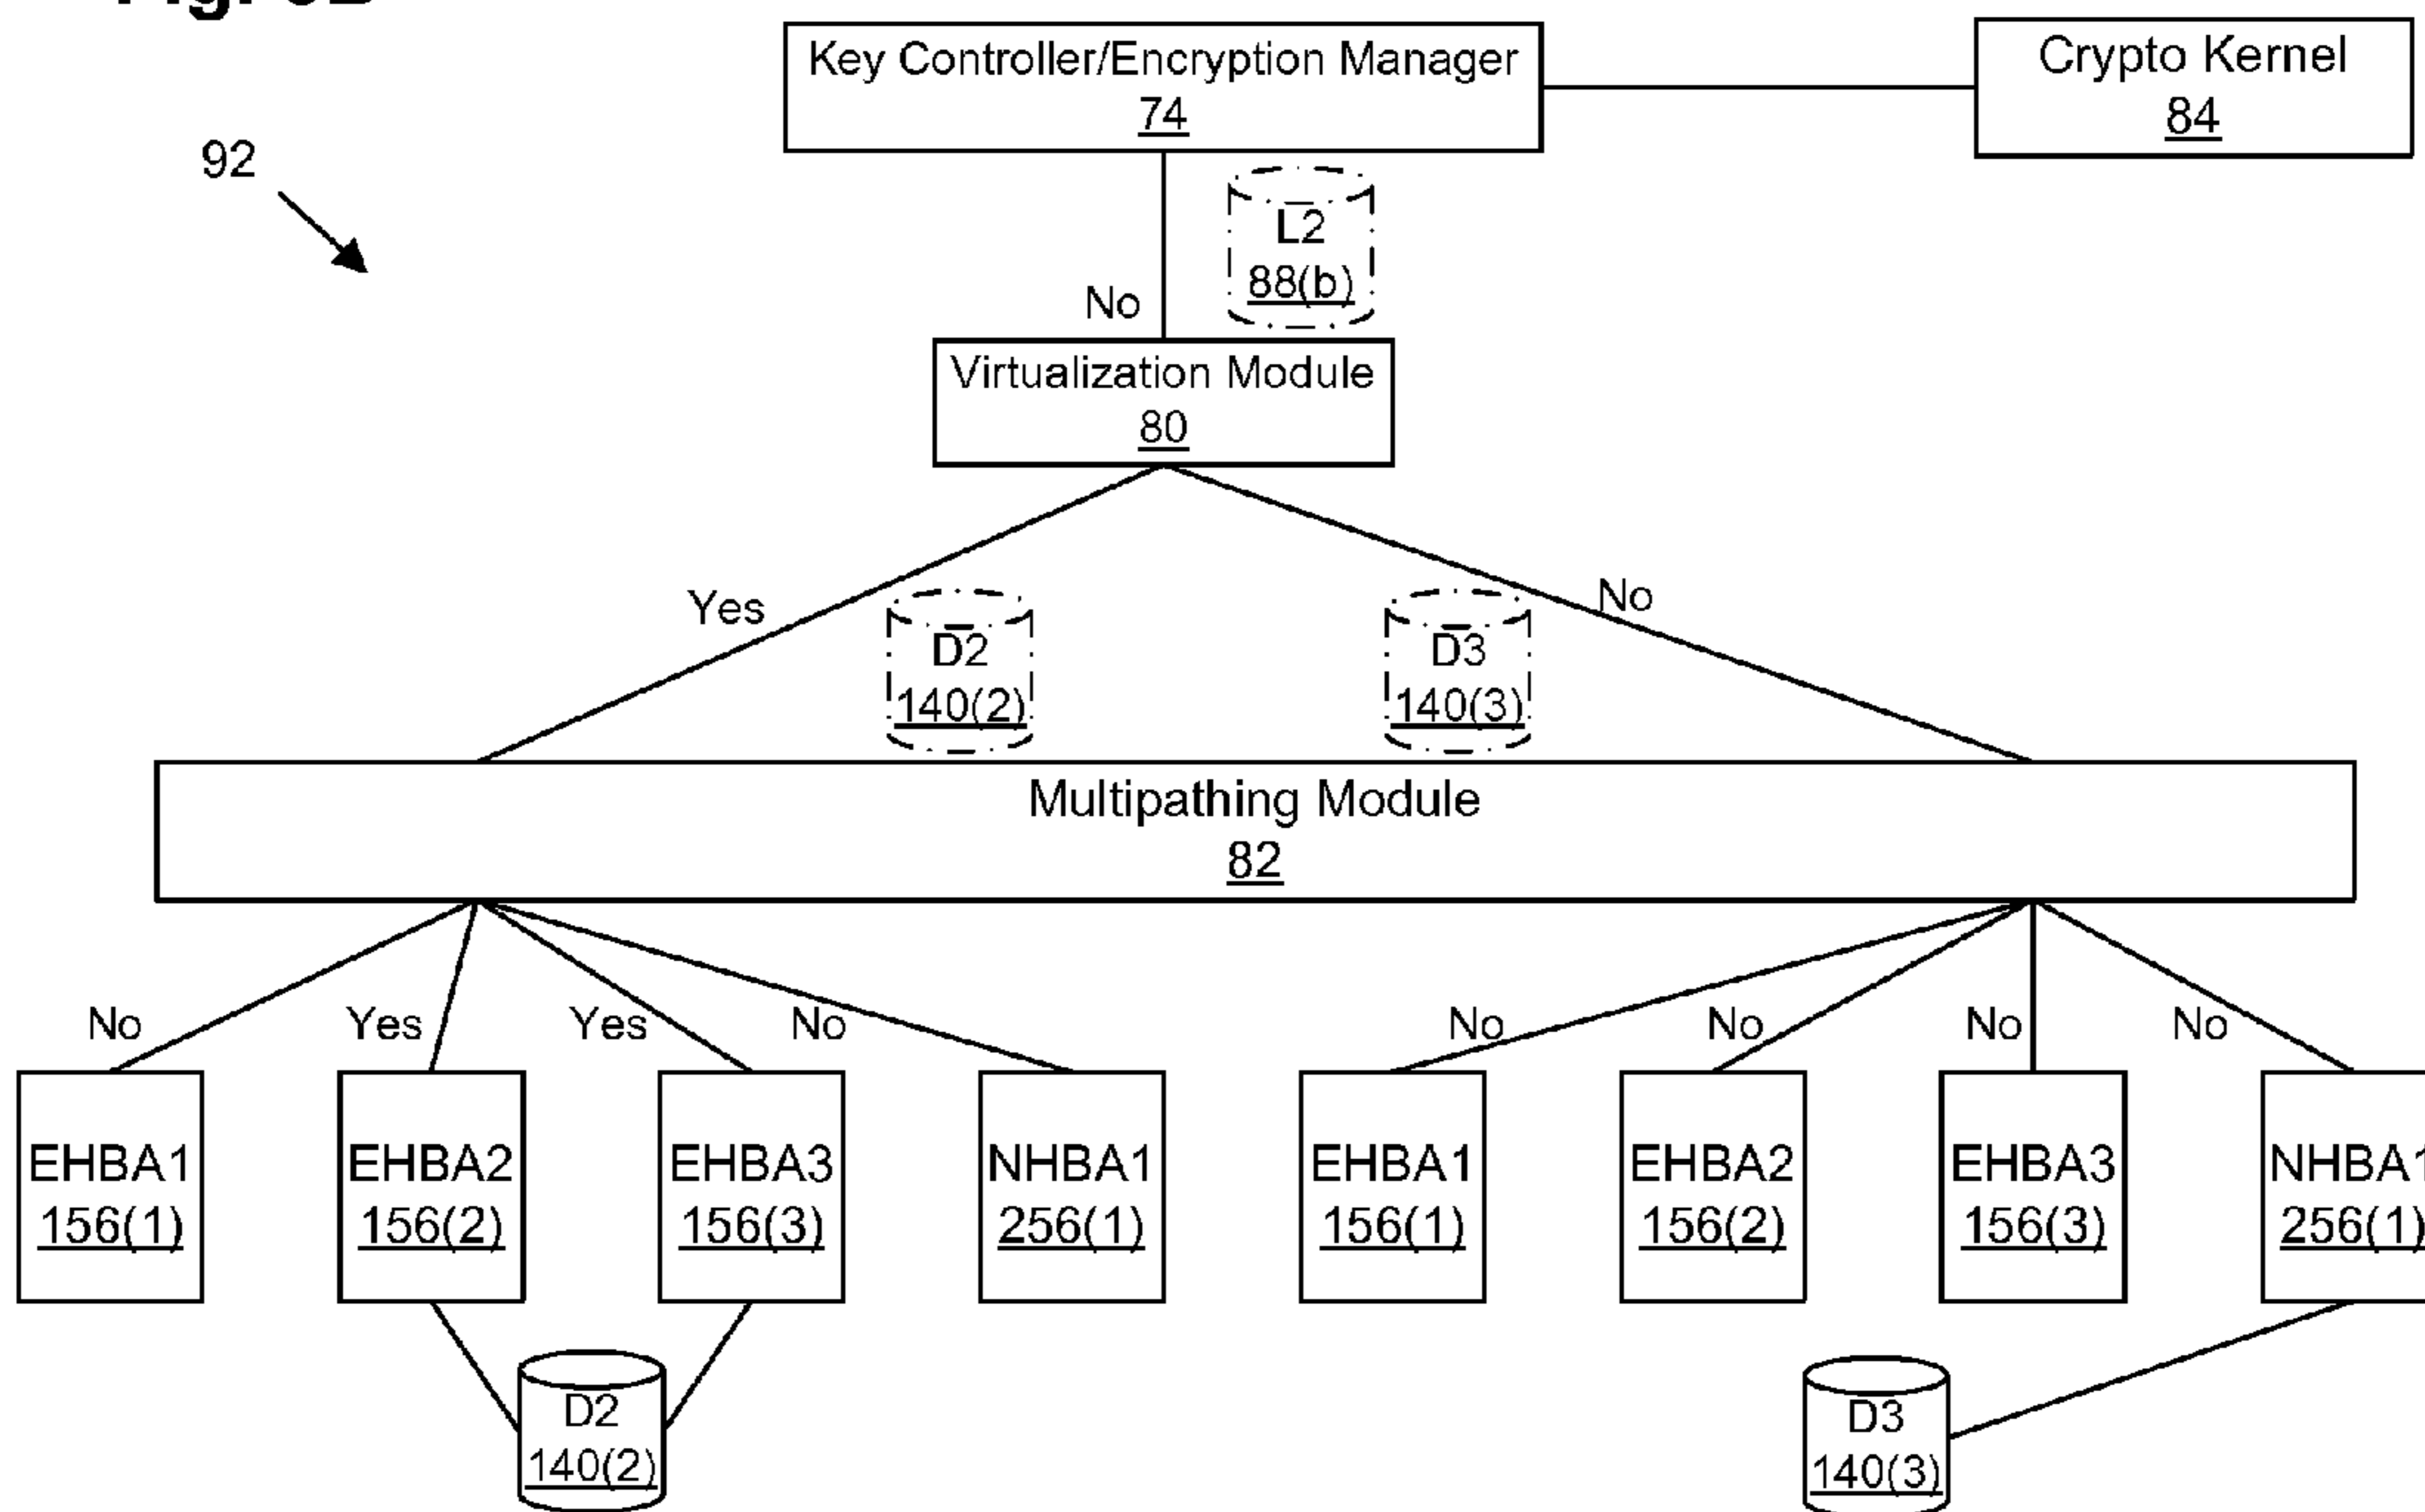 Key Controller/Encryption Manager
74
Crypto Kernel
84
92
L2
88(b)
No
Virtualization Module
80
Yes
No
D2
140(2)
D3
140(3)
Multipathing Module
82
No
Yes
Yes
No
No
No
No
No
EHBA1
156(1)
EHBA2
156(2)
EHBA3
156(3)
NHBA1
256(1)
EHBA1
156(1)
EHBA2
156(2)
EHBA3
156(3)
NHBA1
256(1)
D2
140(2)
D3
140(3)